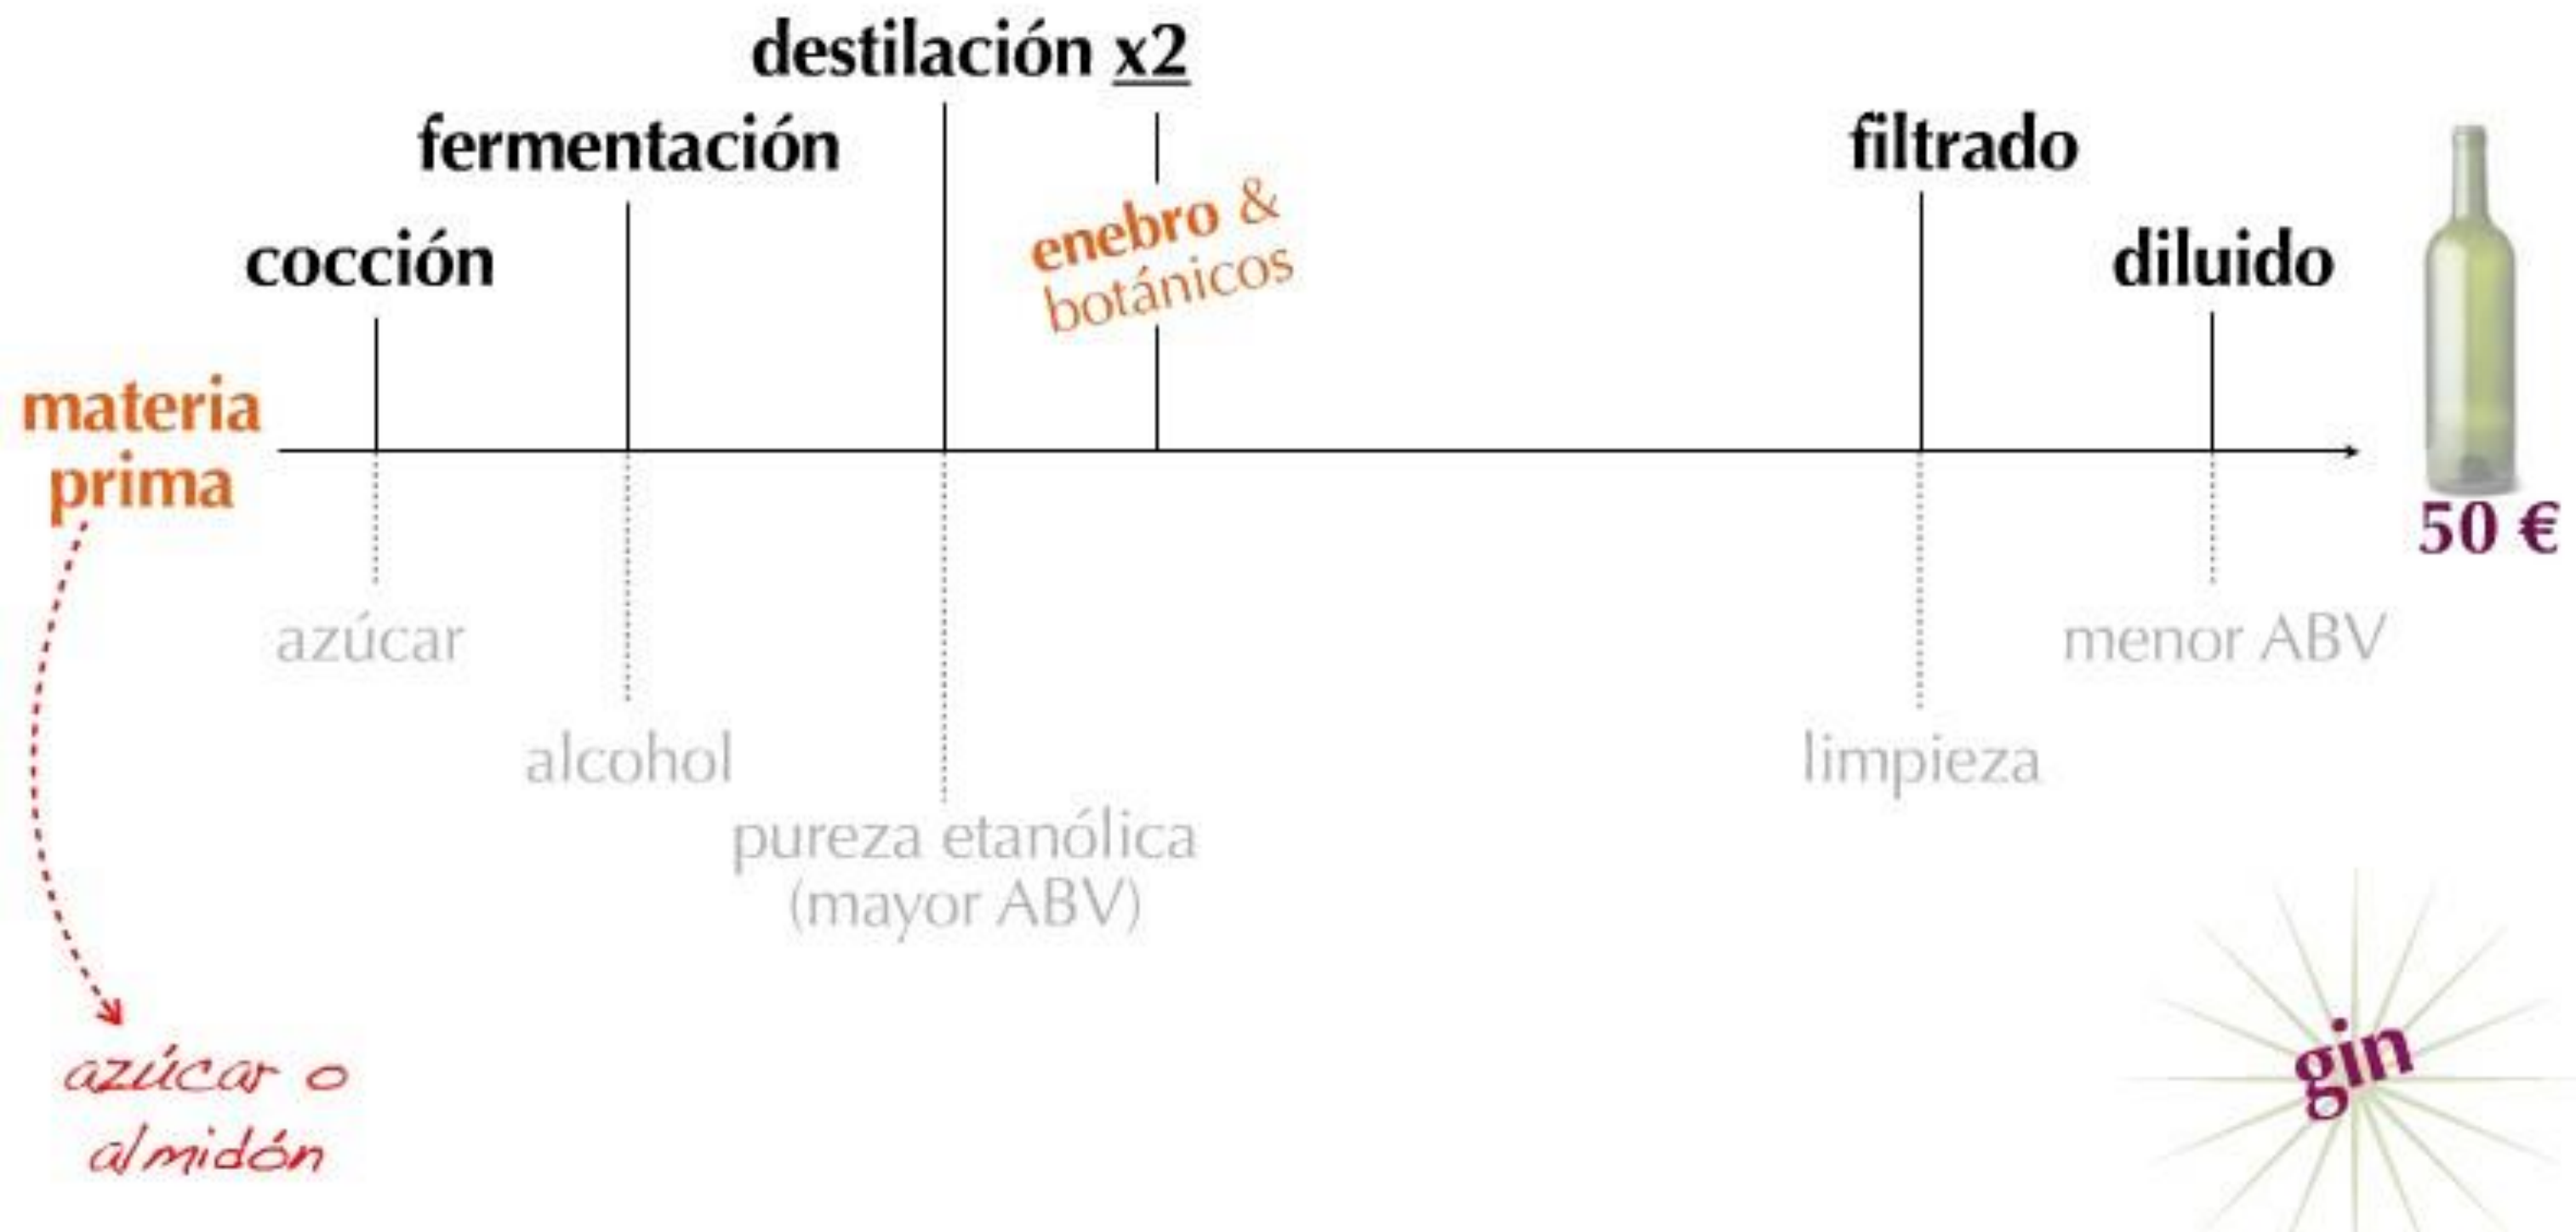 destilación x2
fermentación
filtrado
enebro &
botánicos
cocción
diluido
materia
prima
50 €
azúcar
menor ABV
alcohol
limpieza
pureza etanólica
(mayor ABV)
gin
azúcar o
almidón